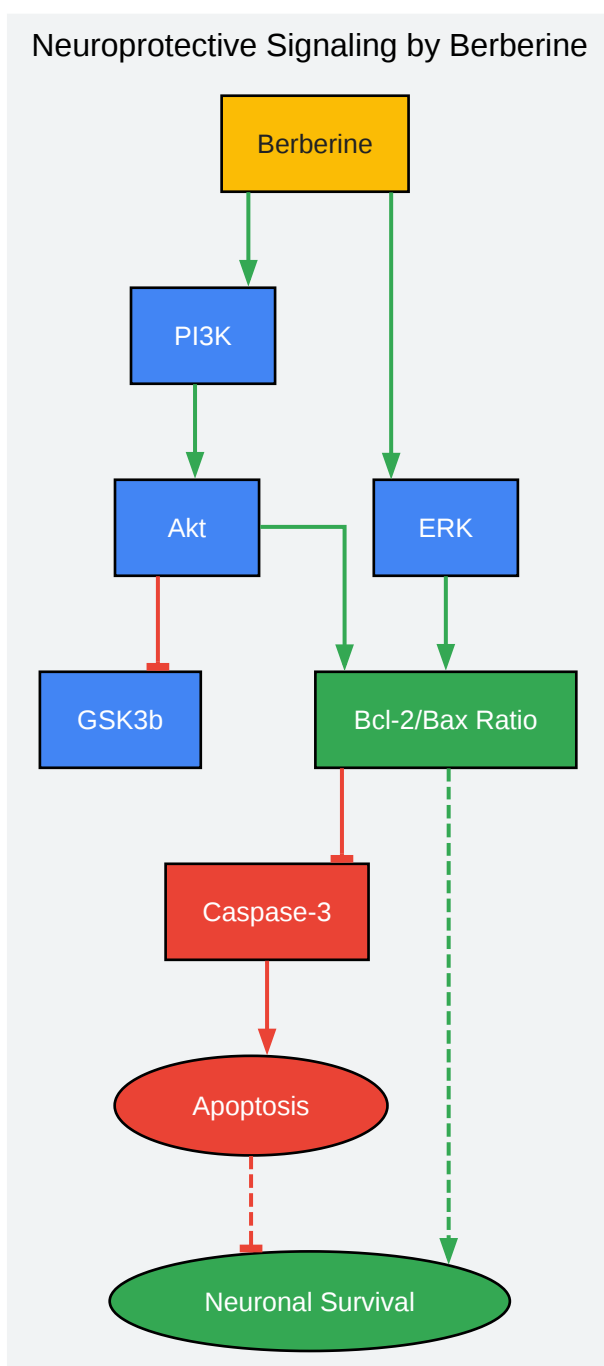 Neuroprotective Signaling by Berberine
Berberine
PI3K
Akt
ERK
GSK3b
Bcl-2/Bax Ratio
Caspase-3
Apoptosis
Neuronal Survival